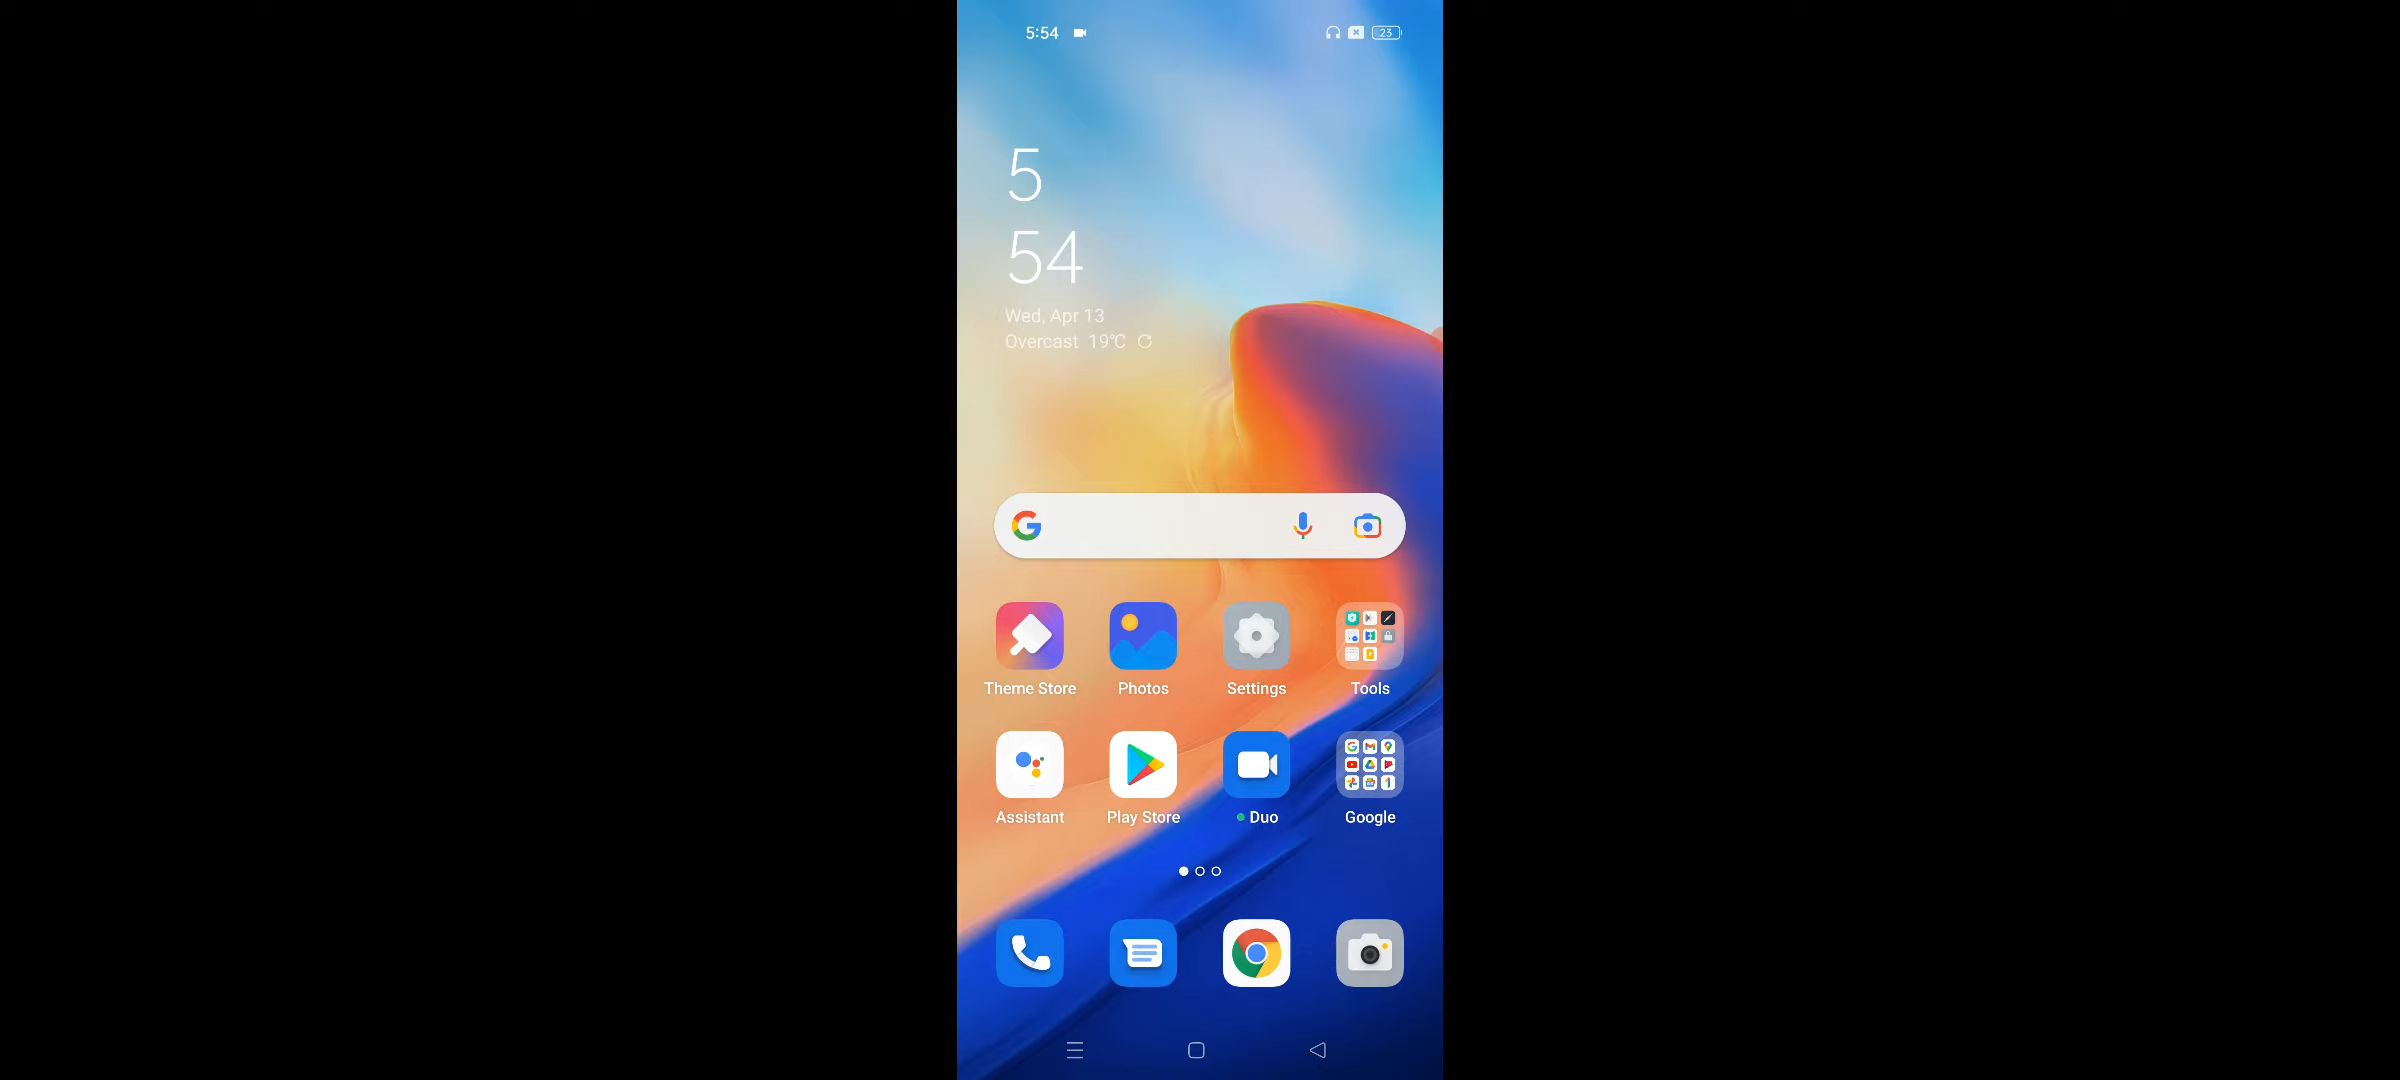 5:54
23
5
54
Wed, Apr 13
Overcast 19℃
Theme Store
Photos
Settings
Tools
Assistant
Play Store
Duo
Google